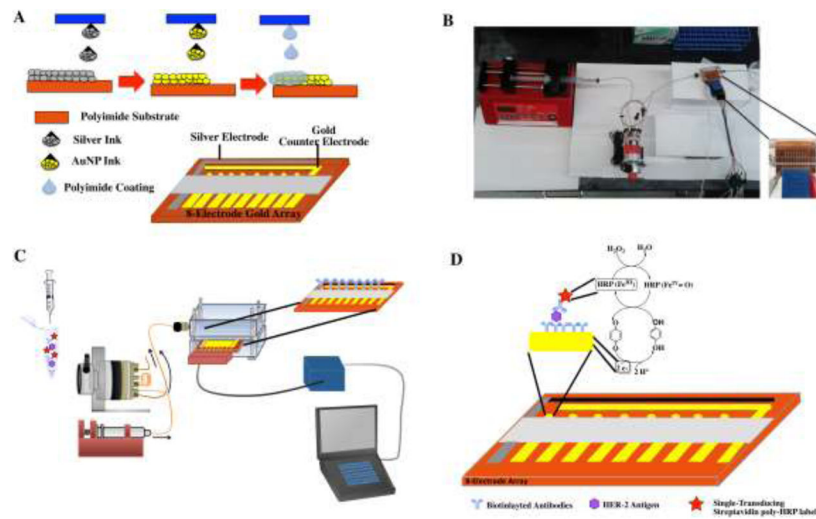 A
Polyimide Substrate
Silver Ink
AuNP Ink
Polyimide Coating
Silver Electrode
Gold
Counter Electrode
8-Electrode Gold Array
B
C
D
H₂O₂
H₂O
HRP (Feᴵᴵᴵ)
HRP (Feᴵⱽ=O)
O
O
OH
OH
2e-
2 H⁺
8-Electrode Array
Biotinlayted Antibodies
HER-2 Antigen
Single-Transducing
Streptavidin poly-HRP label